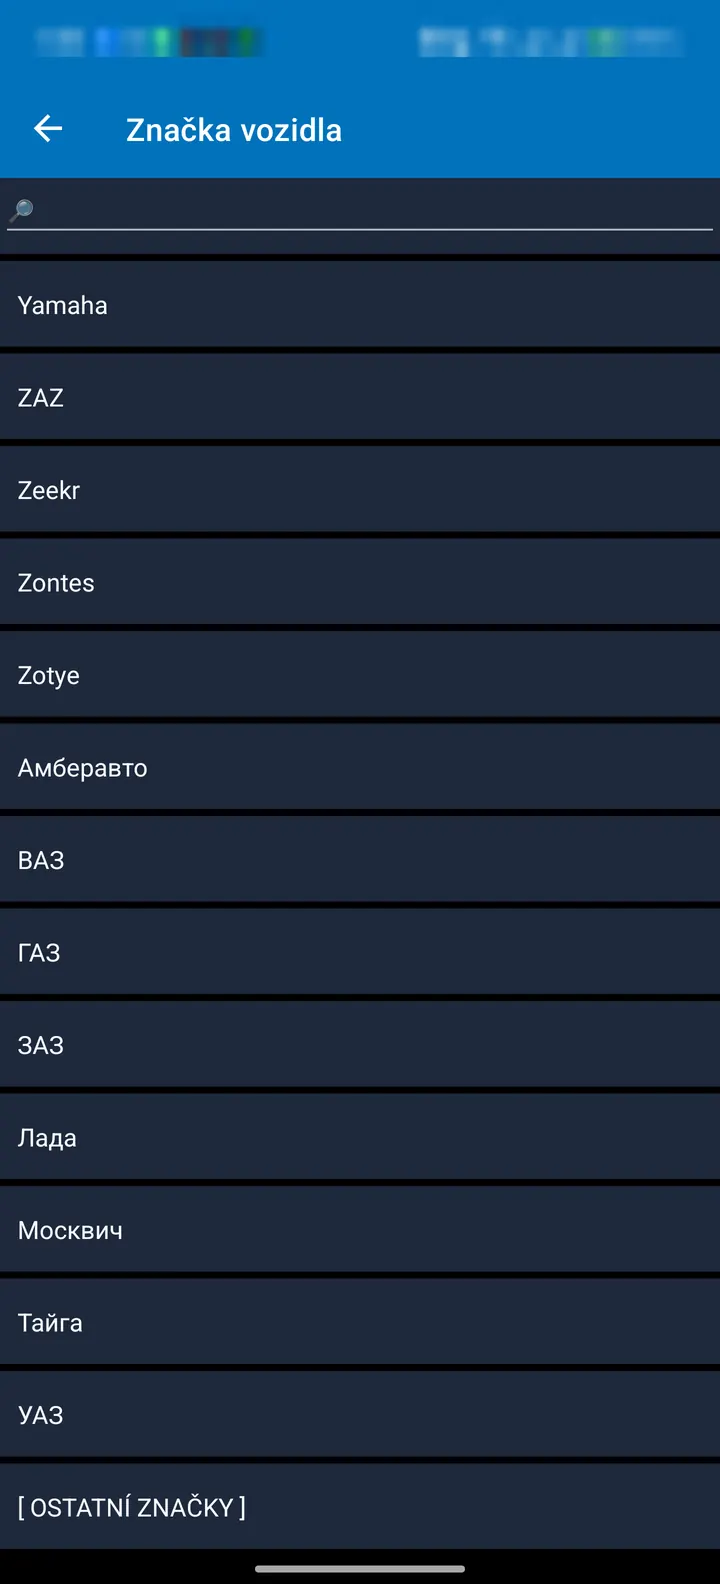 Značka vozidla
Yamaha
ZAZ
Zeekr
Zontes
Zotye
Амберавто
ВАЗ
ГАЗ
ЗАЗ
Лада
Москвич
Тайга
УАЗ
[ OSTATNÍ ZNAČKY ]